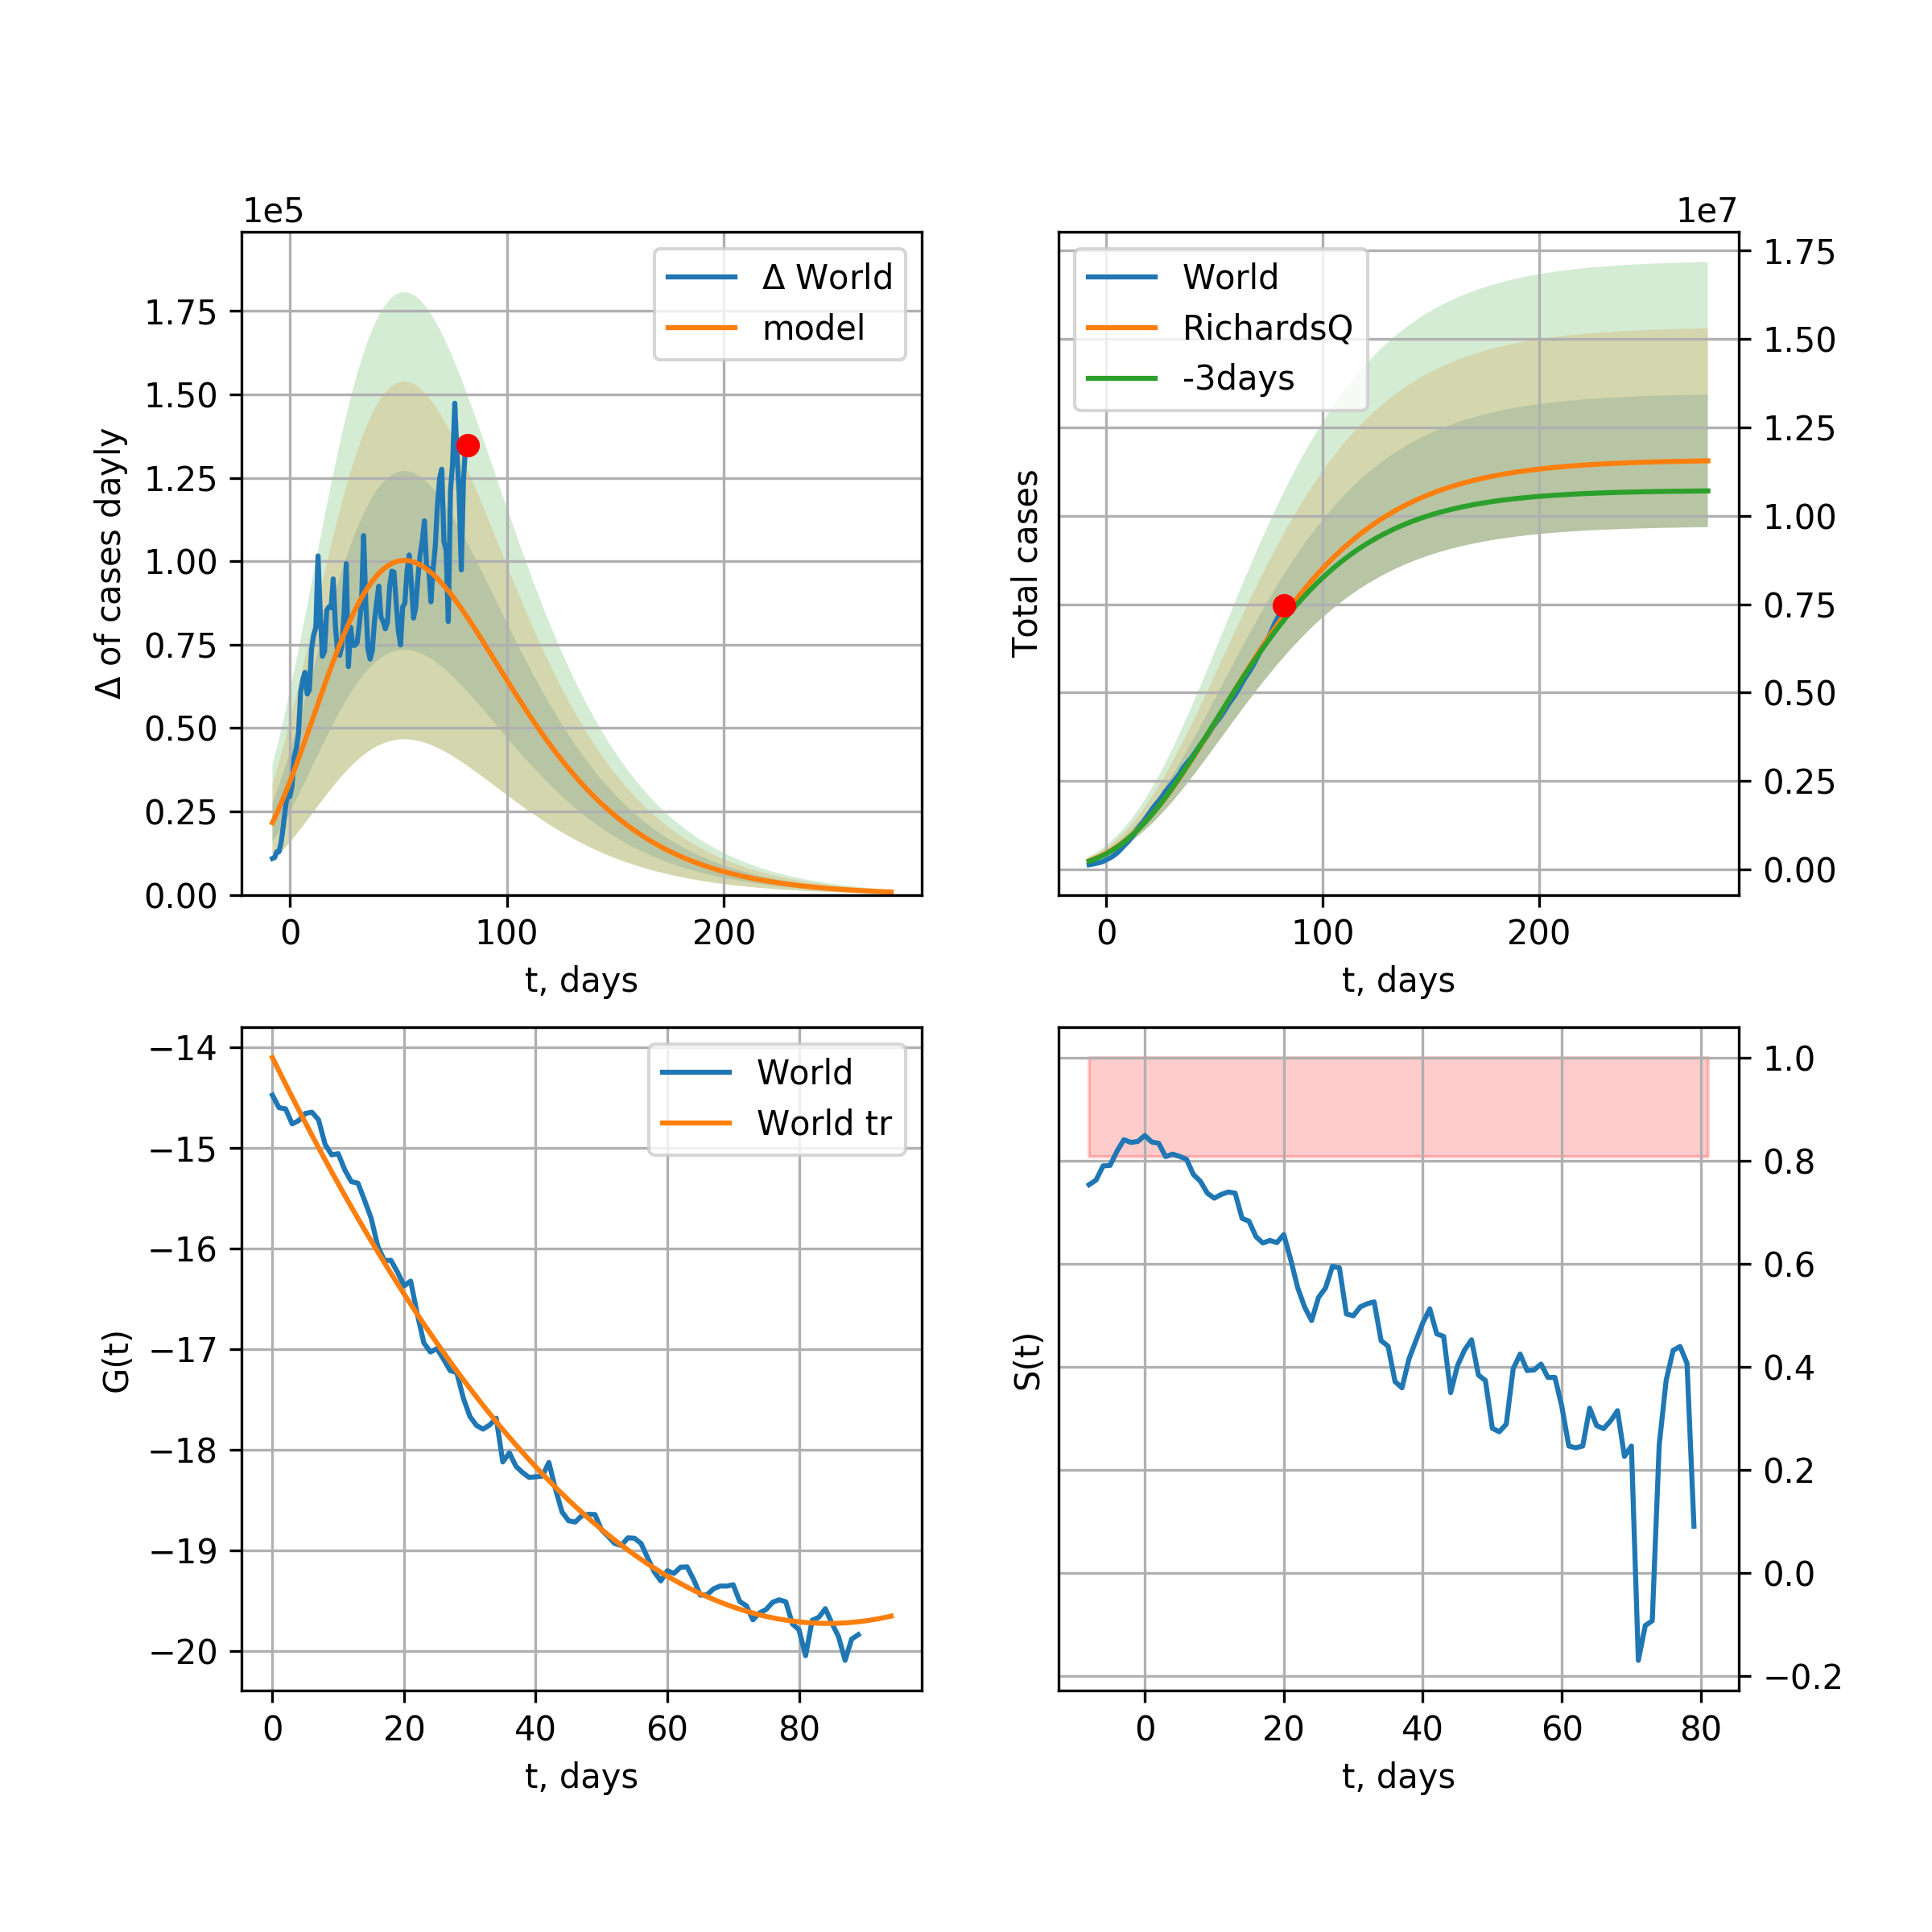 1e5
Δ of cases dayly
1.75
1.50
1.25
1.00
0.75
0.50
0.25
0.00
0 100 200
t, days
Δ World
model
1e7
Total cases
1.75
1.50
1.25
1.00
0.75
0.50
0.25
0.00
0 100 200
t, days
World
RichardsQ
-3days
G(t)
−14
−15
−16
−17
−18
−19
−20
0 20 40 60 80
t, days
World
World tr
S(t)
1.0
0.8
0.6
0.4
0.2
0.0
−0.2
0 20 40 60 80
t, days